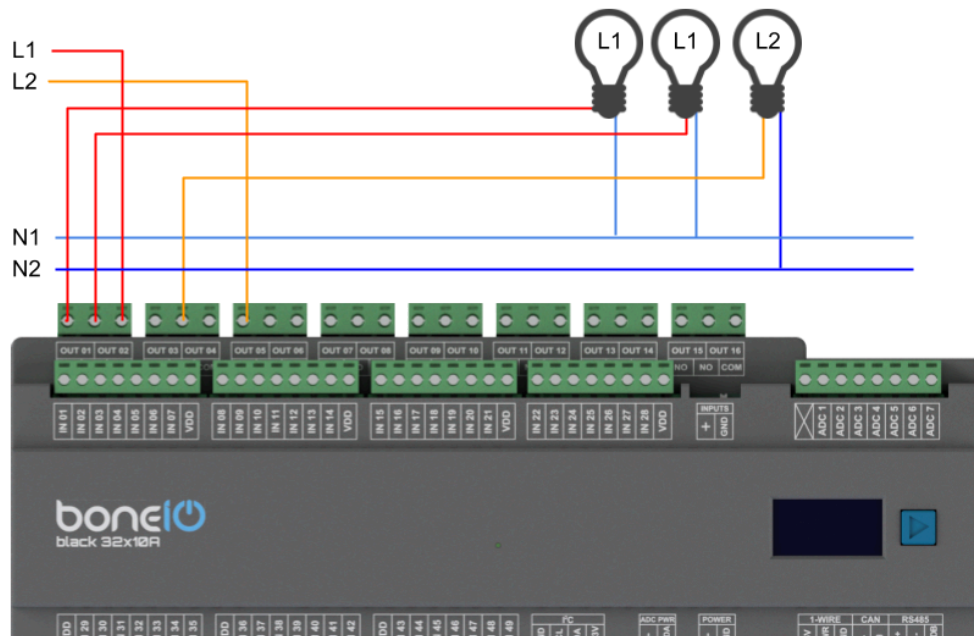 L1 L1 L2
L1
L2
N1
N2
OUT 01 OUT 02 OUT 03 OUT 04 OUT 05 OUT 06 OUT 07 OUT 08 OUT 09 OUT 10 OUT 11 OUT 12 OUT 13 OUT 14 OUT 15 OUT 16
NO NO COM
IN 01 IN 02 IN 03 IN 04 IN 05 IN 06 IN 07 VDD IN 08 IN 09 IN 10 IN 11 IN 12 IN 13 IN 14 VDD IN 15 IN 16 IN 17 IN 18 IN 19 IN 20 IN 21 VDD IN 22 IN 23 IN 24 IN 25 IN 26 IN 27 IN 28 VDD
INPUTS
+ GND
ADC 1 ADC 2 ADC 3 ADC 4 ADC 5 ADC 6 ADC 7
boneIO
black 32x10A
I²C ADC PWR POWER 1-WIRE CAN RS485